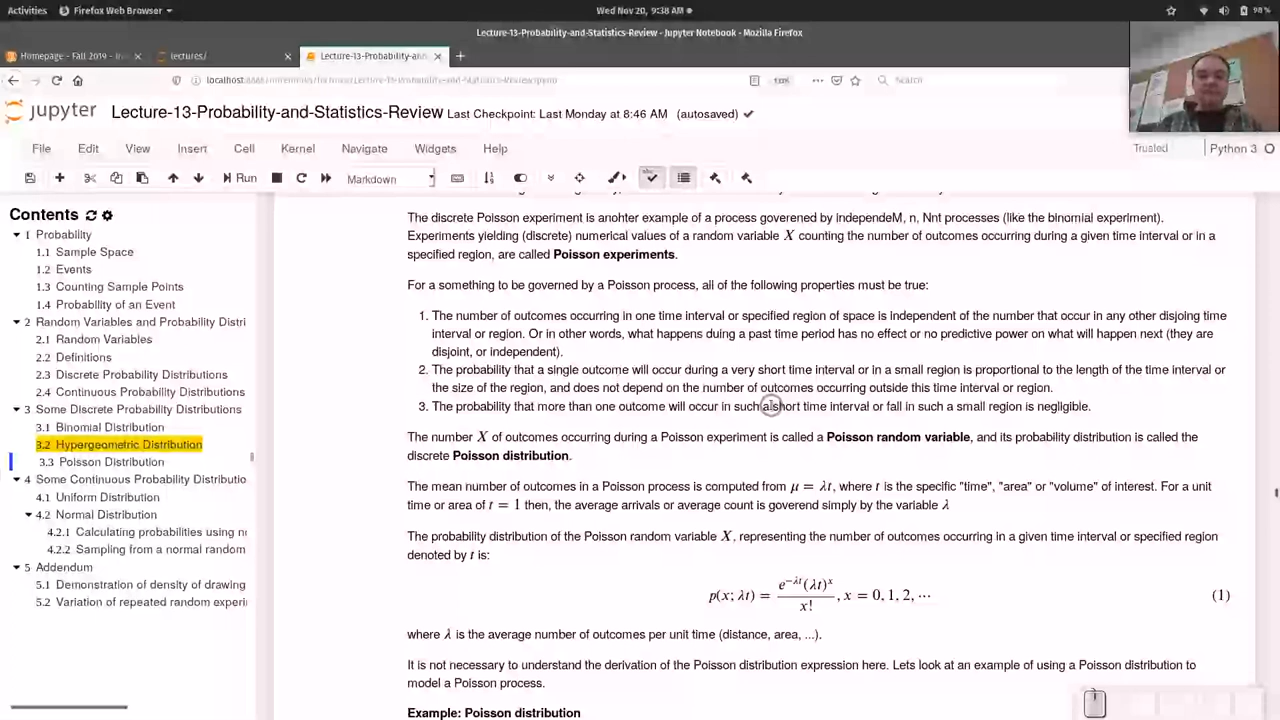 Activities Firefox Web Browser Wed Nov 20, 9:38 AM 98%
Lecture-13-Probability-and-Statistics-Review - Jupyter Notebook - Mozilla Firefox
Homepage - Fall 2019 - lectures/ Lecture-13-Probability-an
Search
jupyter Lecture-13-Probability-and-Statistics-Review Last Checkpoint: Last Monday at 8:46 AM (autosaved)
File Edit View Insert Cell Kernel Navigate Widgets Help Trusted Python 3
Run Markdown
Contents
1 Probability
1.1 Sample Space
1.2 Events
1.3 Counting Sample Points
1.4 Probability of an Event
2 Random Variables and Probability Distri
2.1 Random Variables
2.2 Definitions
2.3 Discrete Probability Distributions
2.4 Continuous Probability Distributions
3 Some Discrete Probability Distributions
3.1 Binomial Distribution
3.2 Hypergeometric Distribution
3.3 Poisson Distribution
4 Some Continuous Probability Distributio
4.1 Uniform Distribution
4.2 Normal Distribution
4.2.1 Calculating probabilities using no
4.2.2 Sampling from a normal random
5 Addendum
5.1 Demonstration of density of drawing
5.2 Variation of repeated random experi
The discrete Poisson experiment is anohter example of a process goverened by independeM, n, Nnt processes (like the binomial experiment).
Experiments yielding (discrete) numerical values of a random variable X counting the number of outcomes occurring during a given time interval or in a
specified region, are called Poisson experiments.
For a something to be governed by a Poisson process, all of the following properties must be true:
1. The number of outcomes occurring in one time interval or specified region of space is independent of the number that occur in any other disjoing time
interval or region. Or in other words, what happens duing a past time period has no effect or no predictive power on what will happen next (they are
disjoint, or independent).
2. The probability that a single outcome will occur during a very short time interval or in a small region is proportional to the length of the time interval or
the size of the region, and does not depend on the number of outcomes occurring outside this time interval or region.
3. The probability that more than one outcome will occur in such a short time interval or fall in such a small region is negligible.
The number X of outcomes occurring during a Poisson experiment is called a Poisson random variable, and its probability distribution is called the
discrete Poisson distribution.
The mean number of outcomes in a Poisson process is computed from μ = λt, where t is the specific "time", "area" or "volume" of interest. For a unit
time or area of t = 1 then, the average arrivals or average count is goverend simply by the variable λ
The probability distribution of the Poisson random variable X, representing the number of outcomes occurring in a given time interval or specified region
denoted by t is:
p(x; λt) = e^{−λt}(λt)^x / x!, x = 0, 1, 2, ⋯ (1)
where λ is the average number of outcomes per unit time (distance, area, ...).
It is not necessary to understand the derivation of the Poisson distribution expression here. Lets look at an example of using a Poisson distribution to
model a Poisson process.
Example: Poisson distribution